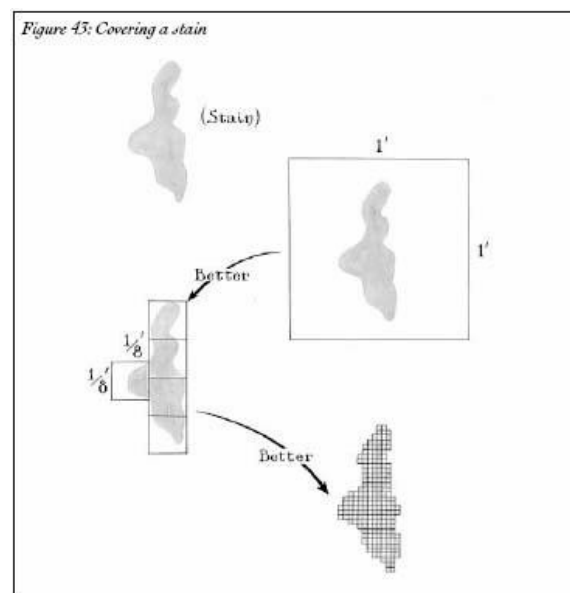 Figure 43: Covering a stain
(Stain)
1'
1'
Better
1/8'
1/8'
Better